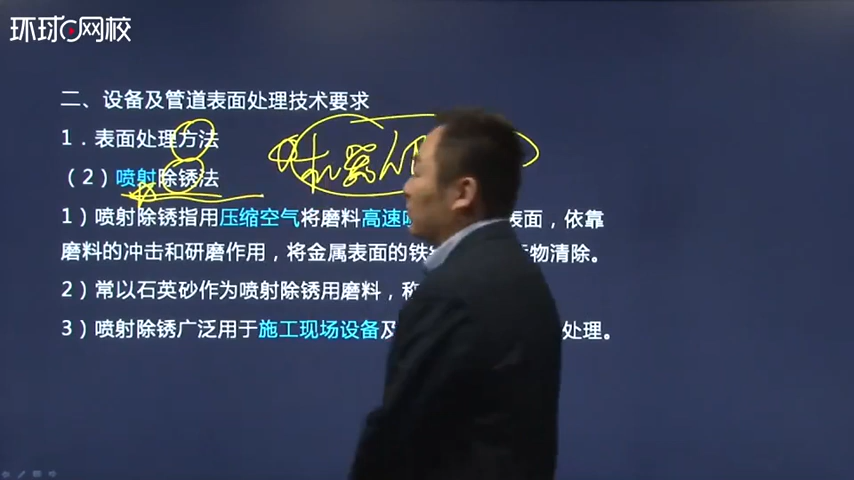 环球网校
二、设备及管道表面处理技术要求
1．表面处理方法
机器人
（2）喷射除锈法
1）喷射除锈指用压缩空气将磨料高速 表面，依靠
磨料的冲击和研磨作用，将金属表面的铁 物清除。
2）常以石英砂作为喷射除锈用磨料，称
3）喷射除锈广泛用于施工现场设备及 处理。